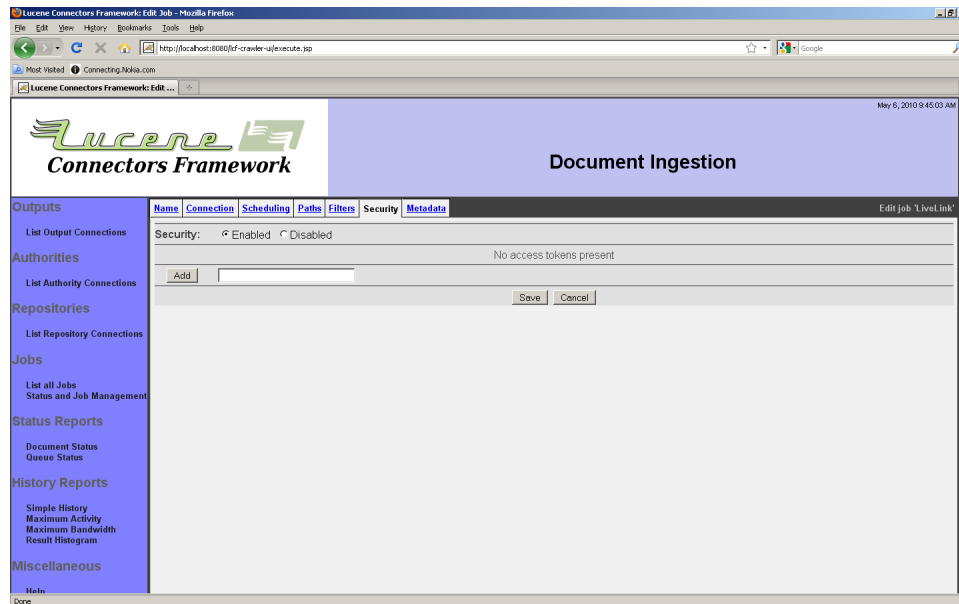 Lucene Connectors Framework: Edit Job - Mozilla Firefox
File Edit View History Bookmarks Tools Help
http://localhost:8080/lcf-crawler-ui/execute.jsp
Google
Most Visited Connecting.Nokia.com
Lucene Connectors Framework: Edit ...
May 6, 2010 9:45:03 AM
Lucene
Connectors Framework
Document Ingestion
Name Connection Scheduling Paths Filters Security Metadata
Edit job 'LiveLink'
Security: Enabled Disabled
No access tokens present
Add
Save Cancel
Outputs
List Output Connections
Authorities
List Authority Connections
Repositories
List Repository Connections
Jobs
List all Jobs
Status and Job Management
Status Reports
Document Status
Queue Status
History Reports
Simple History
Maximum Activity
Maximum Bandwidth
Result Histogram
Miscellaneous
Help
Done